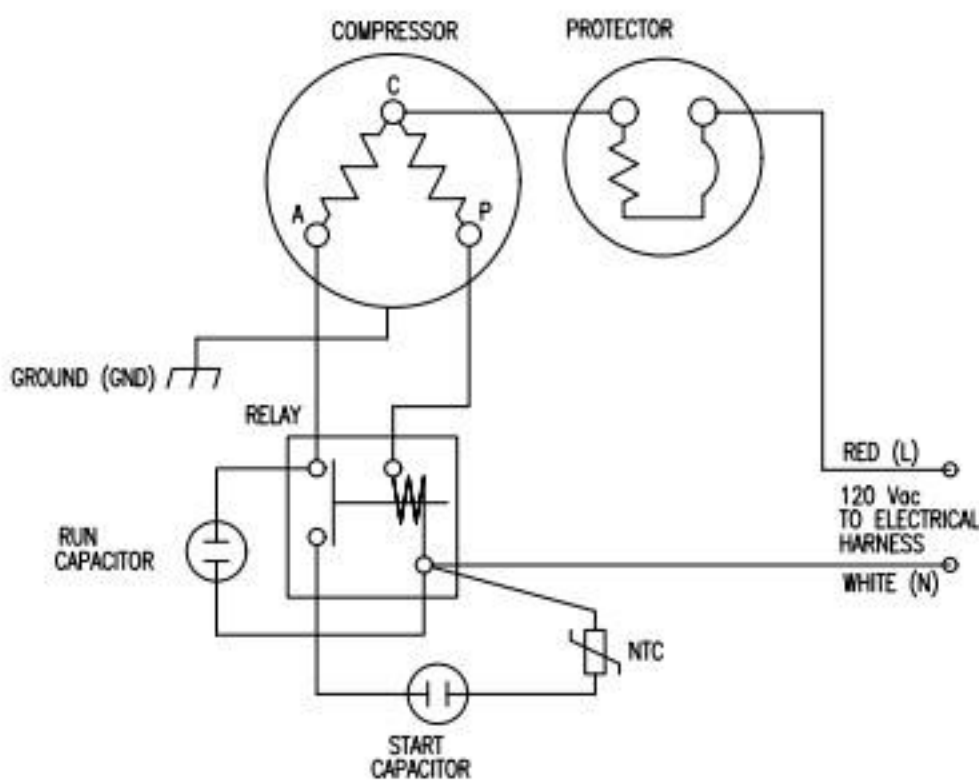 COMPRESSOR
PROTECTOR
C
A
P
GROUND (GND)
RELAY
RED (L)
120 Vac
TO ELECTRICAL
HARNESS
WHITE (N)
RUN
CAPACITOR
NTC
START
CAPACITOR